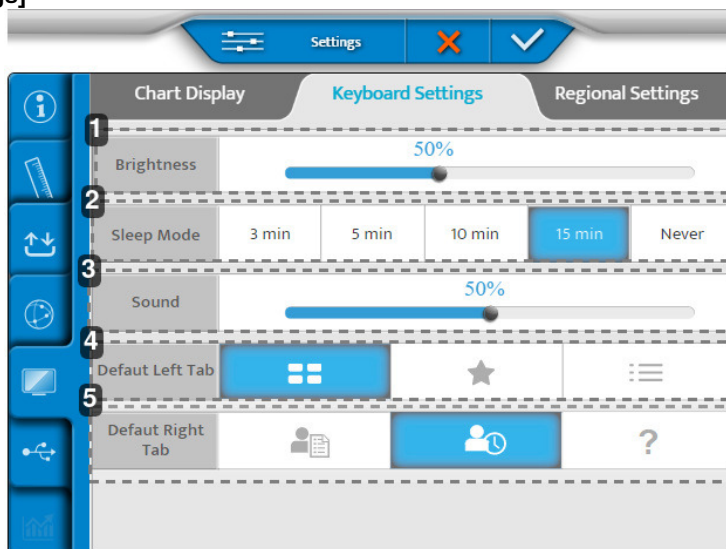 Settings
Chart Display Keyboard Settings Regional Settings
1
Brightness 50%
2
Sleep Mode 3 min 5 min 10 min 15 min Never
3
Sound 50%
4
Defaut Left Tab
5
Defaut Right
Tab ?